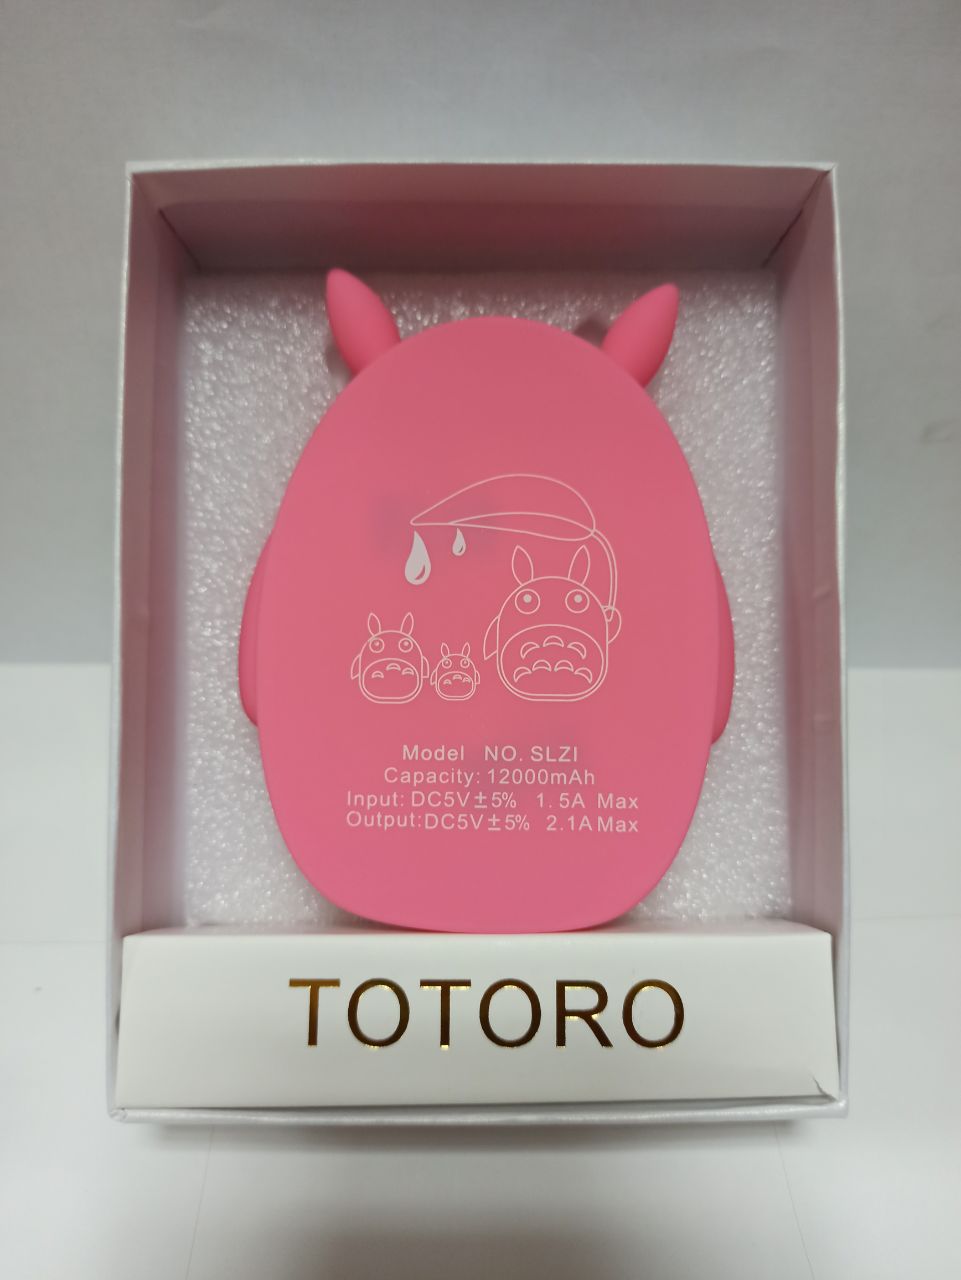 Model NO. SLZI
Capacity: 12000mAh
Input: DC5V±5% 1.5A Max
Output:DC5V±5% 2.1A Max
TOTORO